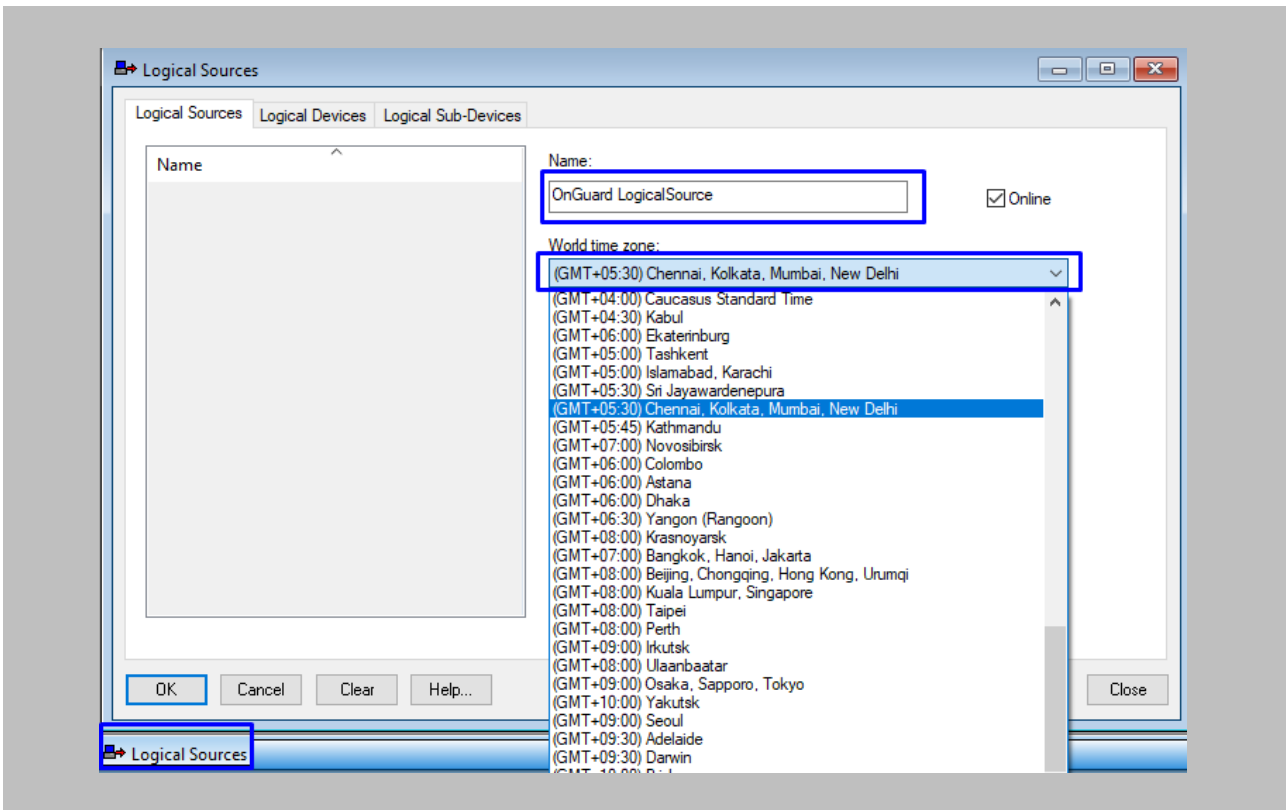 Logical Sources
Logical Sources Logical Devices Logical Sub-Devices
Name
Name:
OnGuard LogicalSource
Online
World time zone:
(GMT+05:30) Chennai, Kolkata, Mumbai, New Delhi
(GMT+04:00) Caucasus Standard Time
(GMT+04:30) Kabul
(GMT+06:00) Ekaterinburg
(GMT+05:00) Tashkent
(GMT+05:00) Islamabad, Karachi
(GMT+05:30) Sri Jayawardenepura
(GMT+05:30) Chennai, Kolkata, Mumbai, New Delhi
(GMT+05:45) Kathmandu
(GMT+07:00) Novosibirsk
(GMT+06:00) Colombo
(GMT+06:00) Astana
(GMT+06:00) Dhaka
(GMT+06:30) Yangon (Rangoon)
(GMT+08:00) Krasnoyarsk
(GMT+07:00) Bangkok, Hanoi, Jakarta
(GMT+08:00) Beijing, Chongqing, Hong Kong, Urumqi
(GMT+08:00) Kuala Lumpur, Singapore
(GMT+08:00) Taipei
(GMT+08:00) Perth
(GMT+09:00) Irkutsk
(GMT+08:00) Ulaanbaatar
(GMT+09:00) Osaka, Sapporo, Tokyo
(GMT+10:00) Yakutsk
(GMT+09:00) Seoul
(GMT+09:30) Adelaide
(GMT+09:30) Darwin
OK Cancel Clear Help... Close
Logical Sources